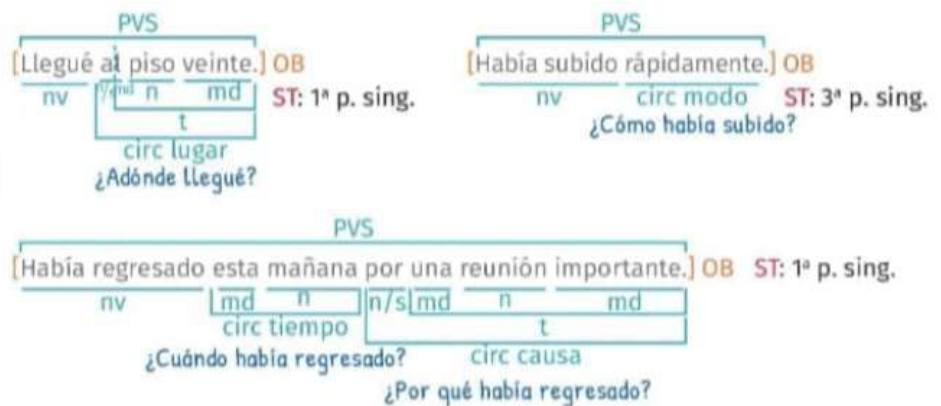 PVS
[Llegué al piso veinte.] OB
nv n md ST: 1ª p. sing.
t
circ lugar
¿Adónde llegué?
PVS
[Había subido rápidamente.] OB
nv circ modo ST: 3ª p. sing.
¿Cómo había subido?
PVS
[Había regresado esta mañana por una reunión importante.] OB ST: 1ª p. sing.
nv md n n/s md n md
circ tiempo t
¿Cuándo había regresado? circ causa
¿Por qué había regresado?